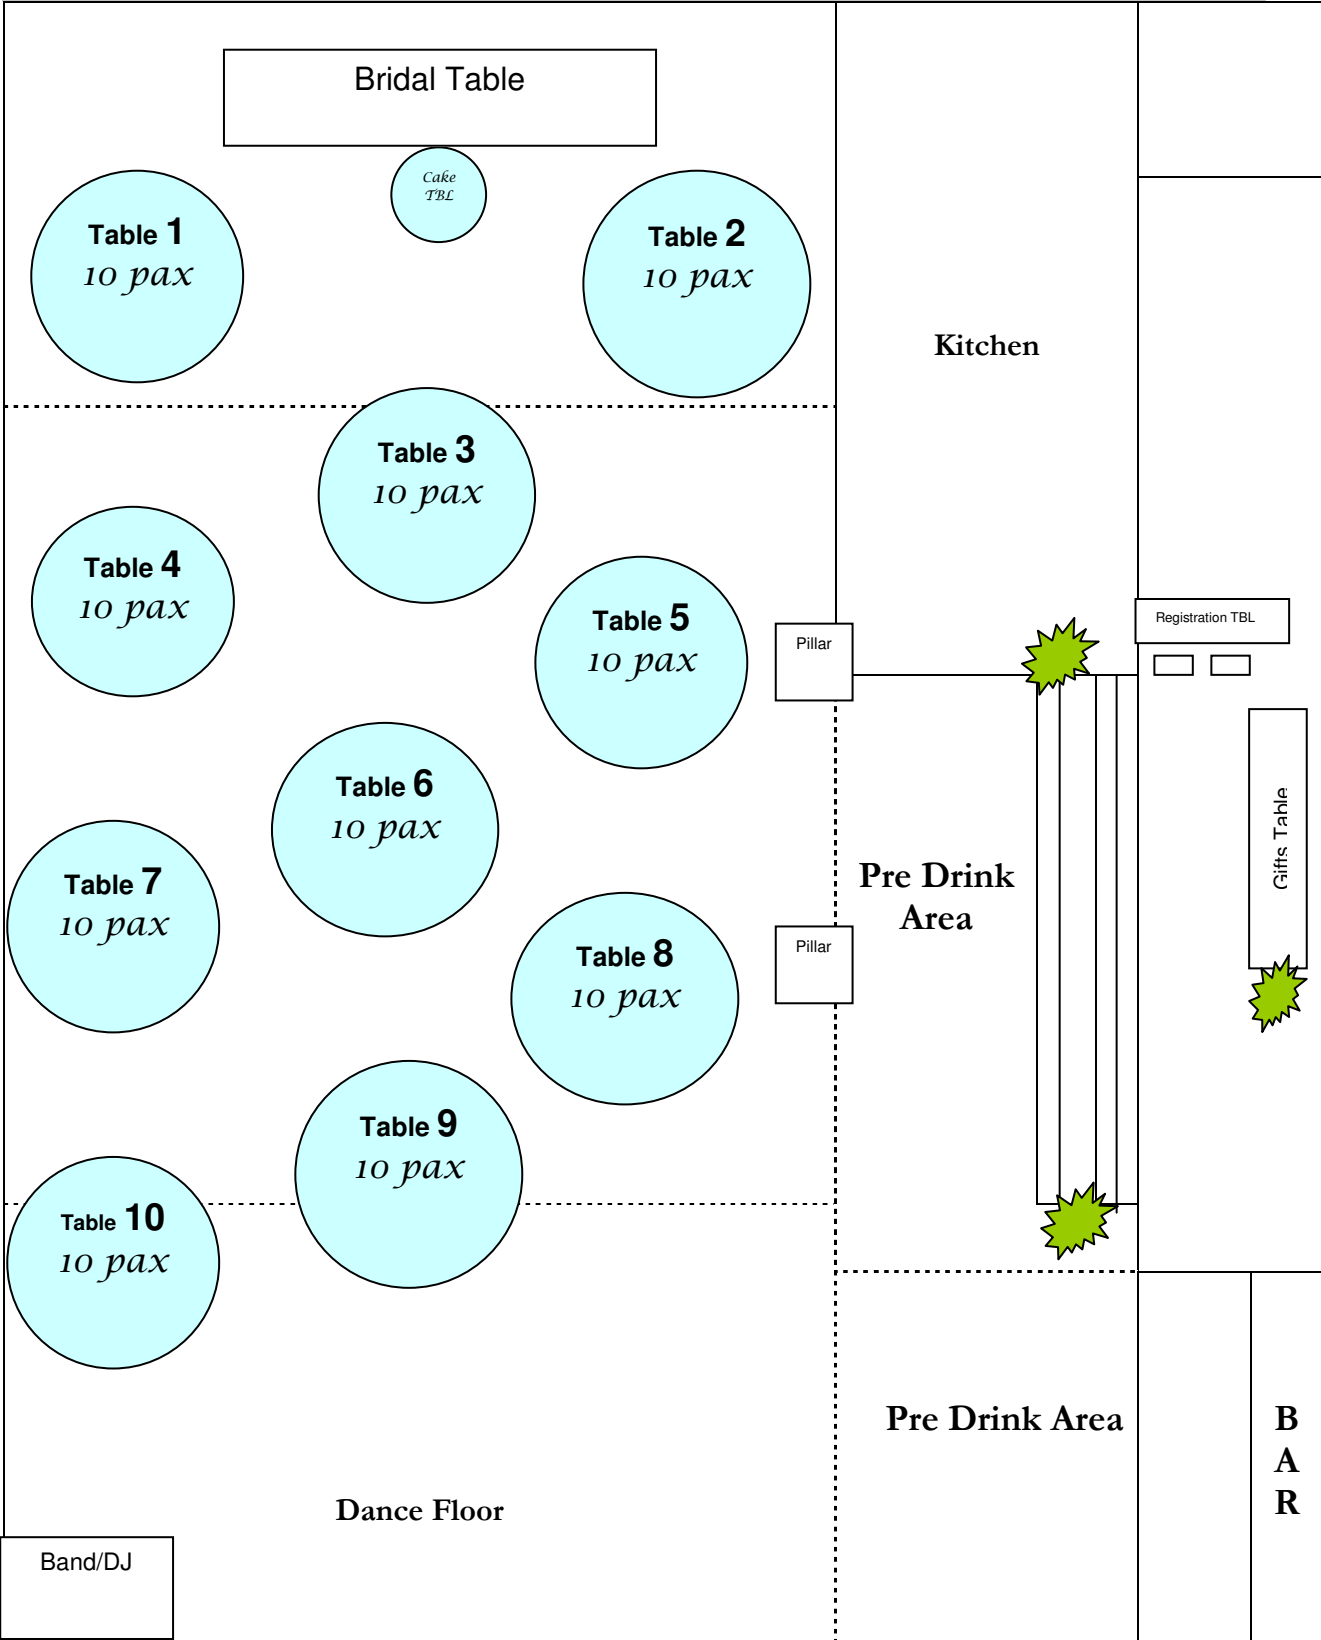 Bridal Table
Cake
TBL
Table 1
10 pax
Table 2
10 pax
Kitchen
Table 3
10 pax
Table 4
10 pax
Table 5
10 pax
Pillar
Registration TBL
Table 6
10 pax
Gifts Table
Table 7
10 pax
Pre Drink
Area
Table 8
10 pax
Pillar
Table 9
10 pax
Table 10
10 pax
Pre Drink Area
B
A
R
Dance Floor
Band/DJ